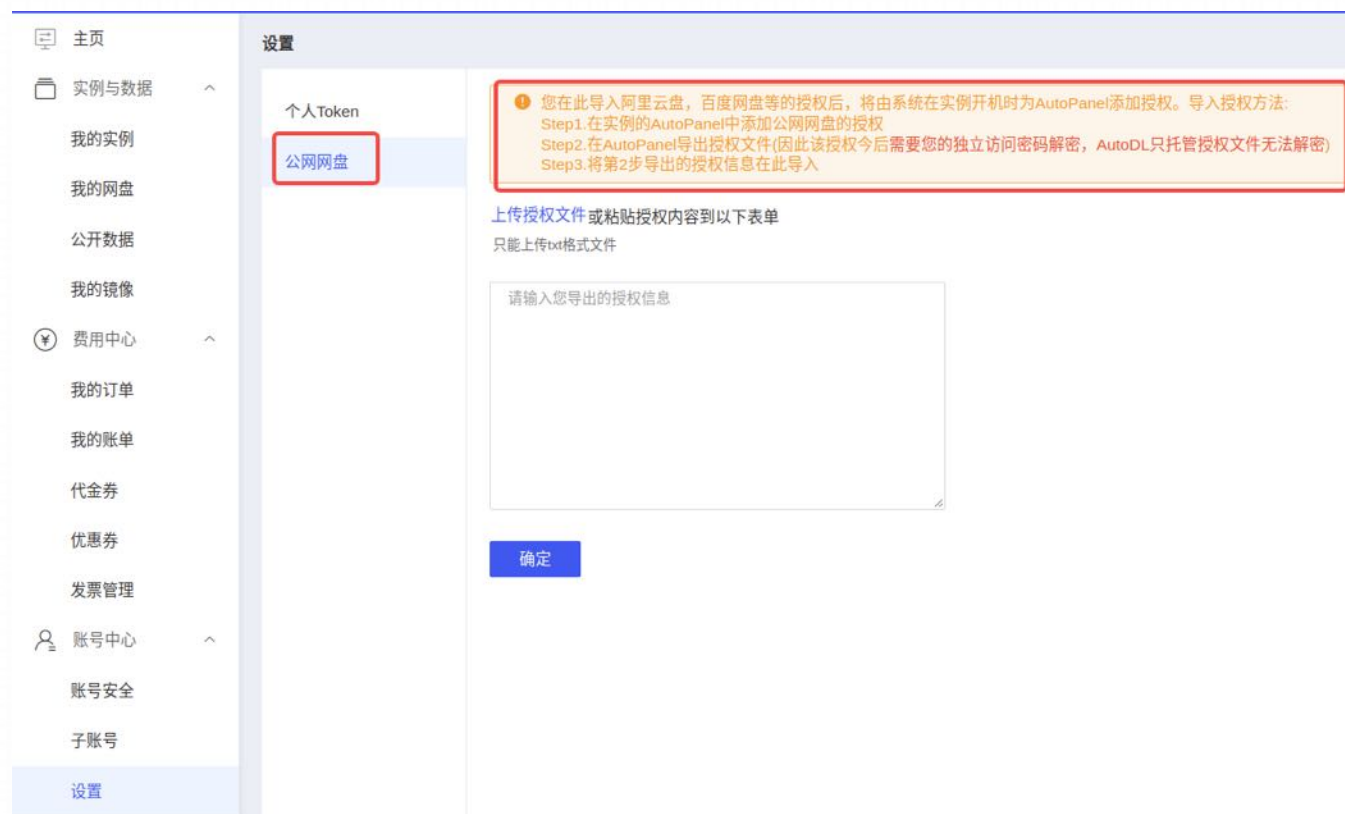 主页
实例与数据
我的实例
我的网盘
公开数据
我的镜像
费用中心
我的订单
我的账单
代金券
优惠券
发票管理
账号中心
账号安全
子账号
设置
设置
个人Token
公网网盘
您在此导入阿里云盘，百度网盘等的授权后，将由系统在实例开机时为AutoPanel添加授权。导入授权方法:
Step1.在实例的AutoPanel中添加公网网盘的授权
Step2.在AutoPanel导出授权文件(因此该授权今后需要您的独立访问密码解密，AutoDL只托管授权文件无法解密)
Step3.将第2步导出的授权信息在此导入
上传授权文件或粘贴授权内容到以下表单
只能上传txt格式文件
请输入您导出的授权信息
确定